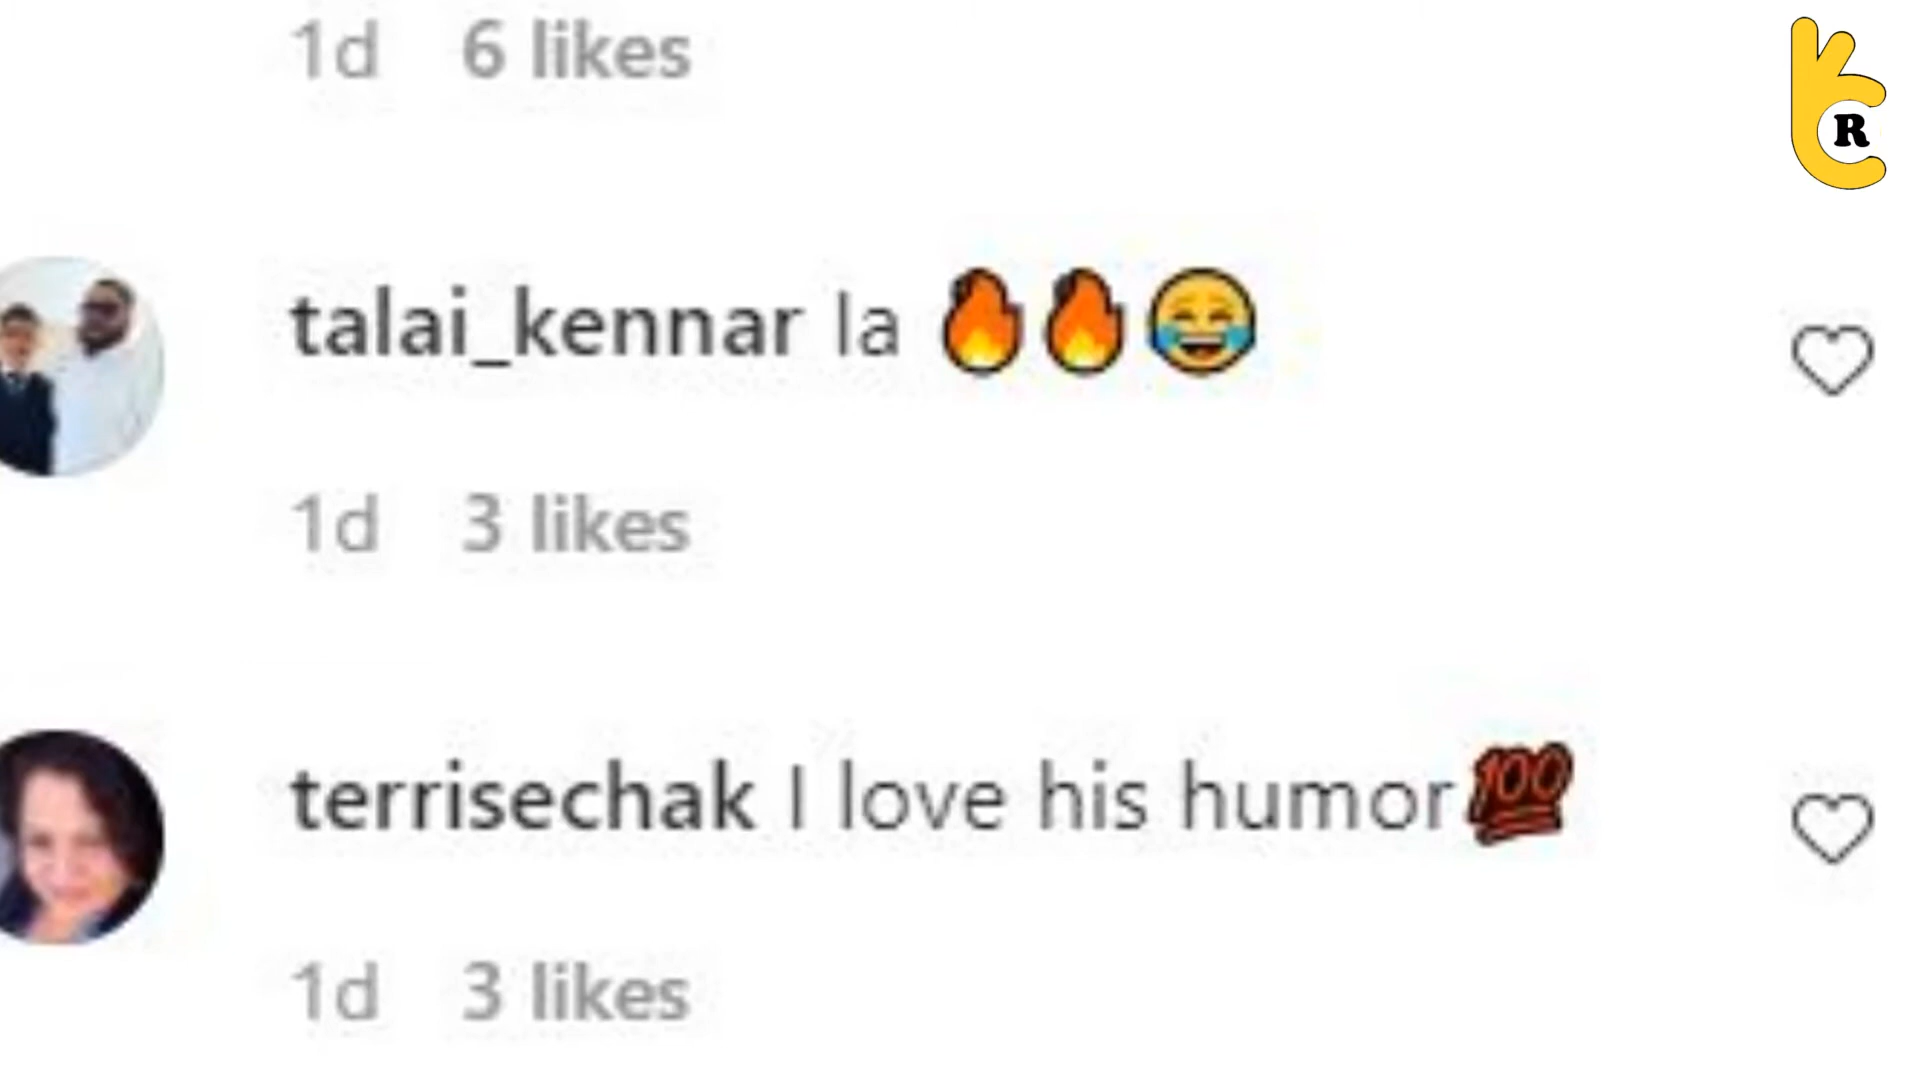 1d 6 likes
R
talai_kennar la 🔥🔥😂
1d 3 likes
terrisechak I love his humor💯
1d 3 likes